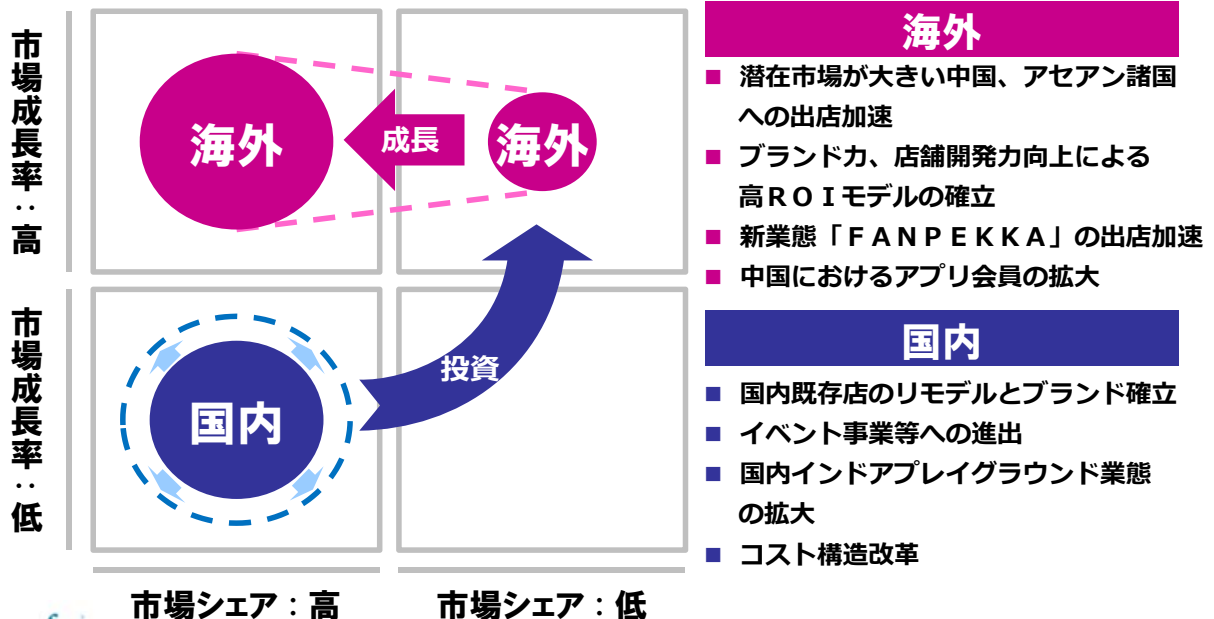 市場成長率：高
海外
成長
海外
市場成長率：低
国内
投資
市場シェア：高
市場シェア：低
海外
■ 潜在市場が大きい中国、アセアン諸国
への出店加速
■ ブランド力、店舗開発力向上による
高ＲＯＩモデルの確立
■ 新業態「ＦＡＮＰＥＫＫＡ」の出店加速
■ 中国におけるアプリ会員の拡大
国内
■ 国内既存店のリモデルとブランド確立
■ イベント事業等への進出
■ 国内インドアプレイグラウンド業態
の拡大
■ コスト構造改革